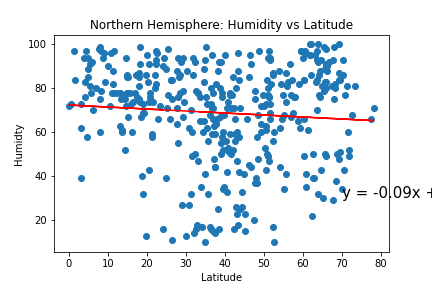 Northern Hemisphere: Humidity vs Latitude
100
80
60
40
20
Humidty
y = -0.09x +
0 10 20 30 40 50 60 70 80
Latitude